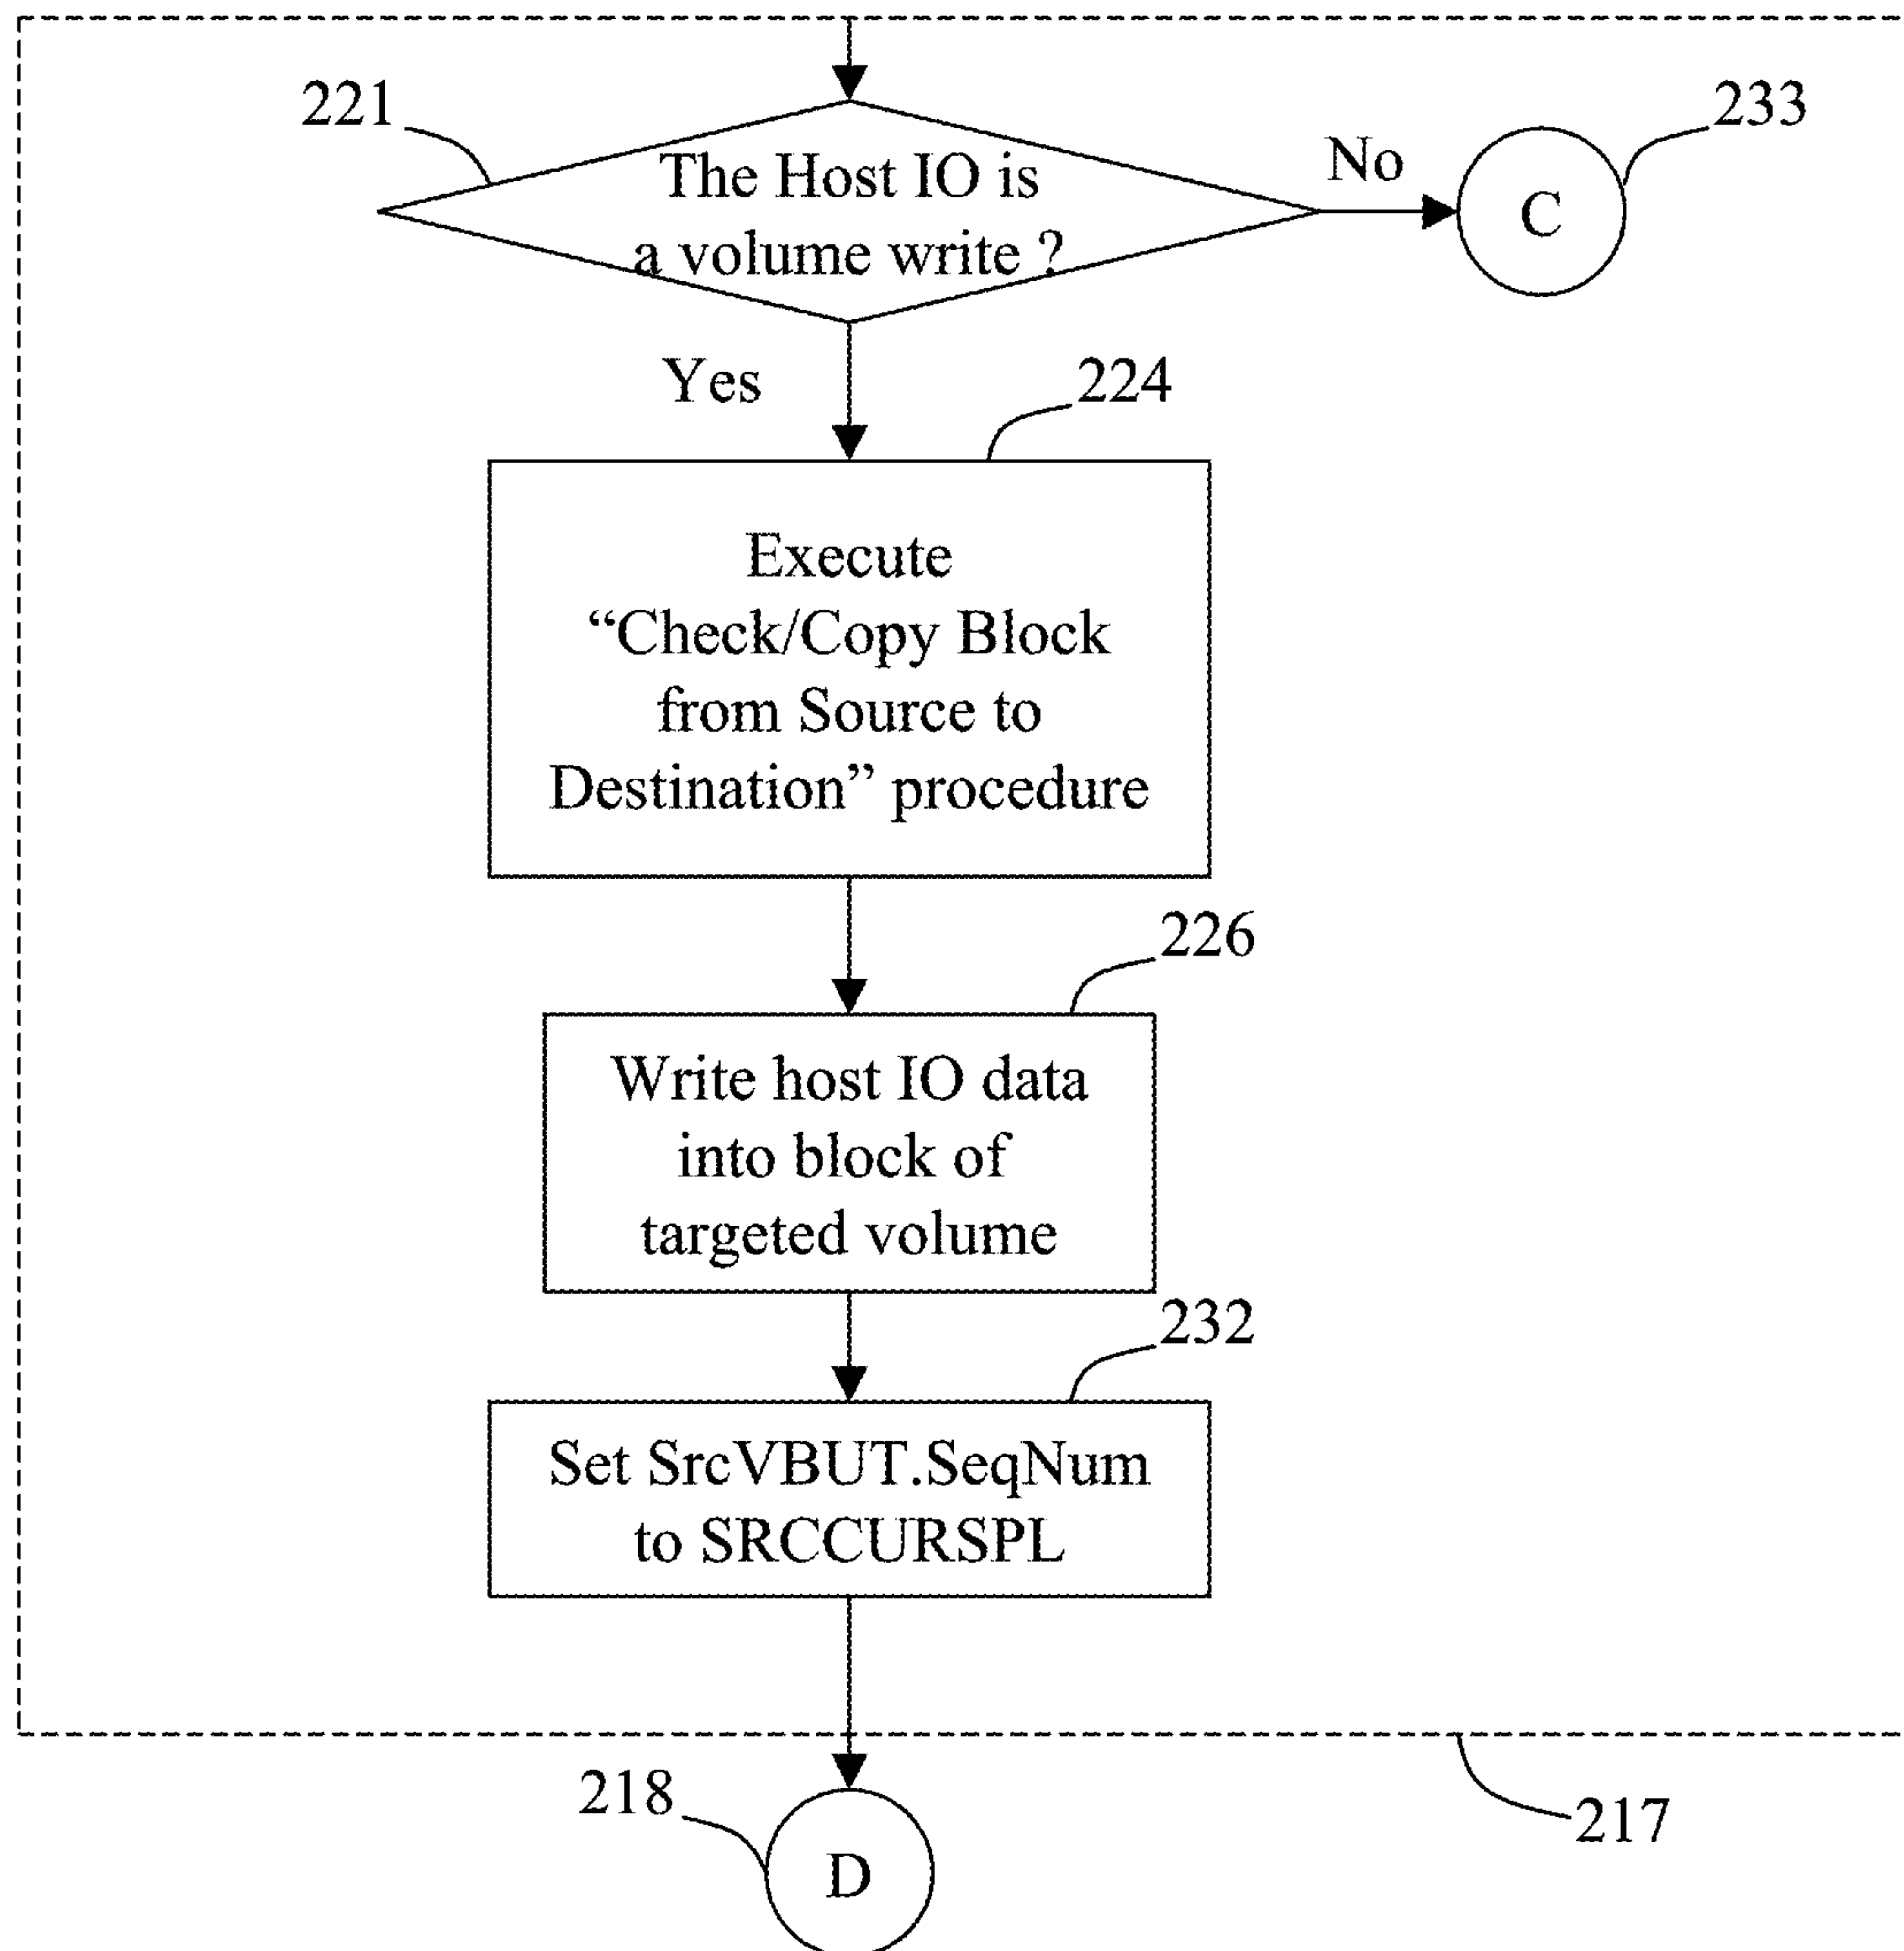 221
The Host IO is
a volume write ?
No
C
233
Yes
224
Execute
“Check/Copy Block
from Source to
Destination” procedure
226
Write host IO data
into block of
targeted volume
232
Set SrcVBUT.SeqNum
to SRCCURSPL
218
D
217